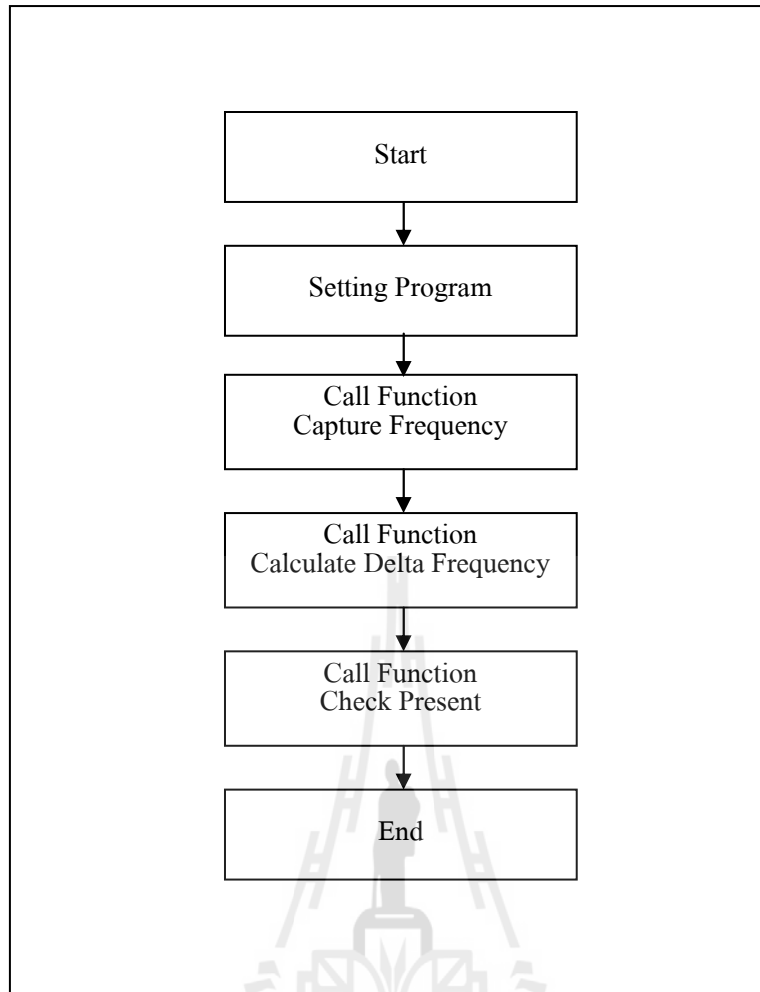 Start
Setting Program
Call Function
Capture Frequency
Call Function
Calculate Delta Frequency
Call Function
Check Present
End